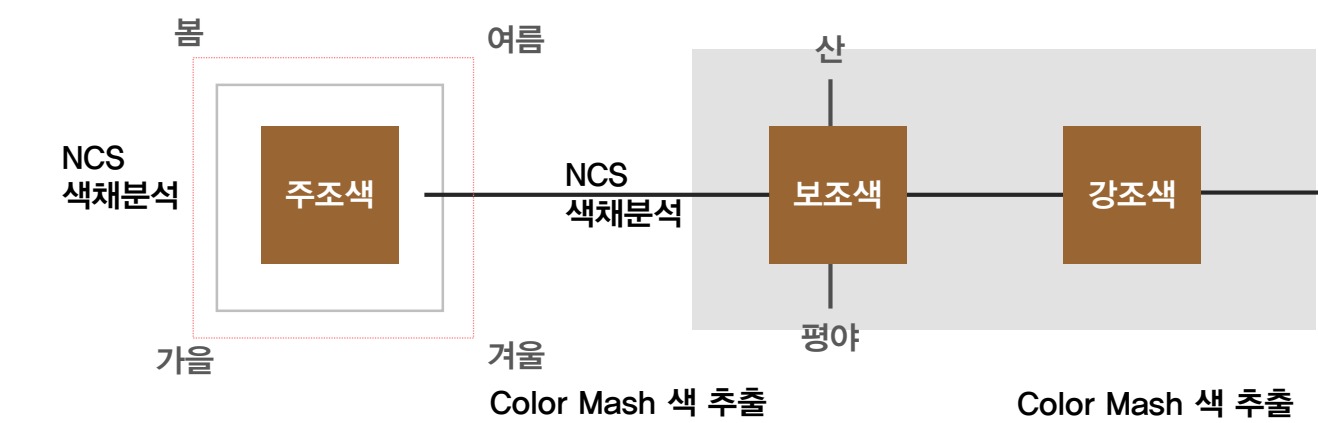 봄
여름
산
NCS
색채분석
주조색
NCS
색채분석
보조색
강조색
가을
겨울
평야
Color Mash 색 추출
Color Mash 색 추출